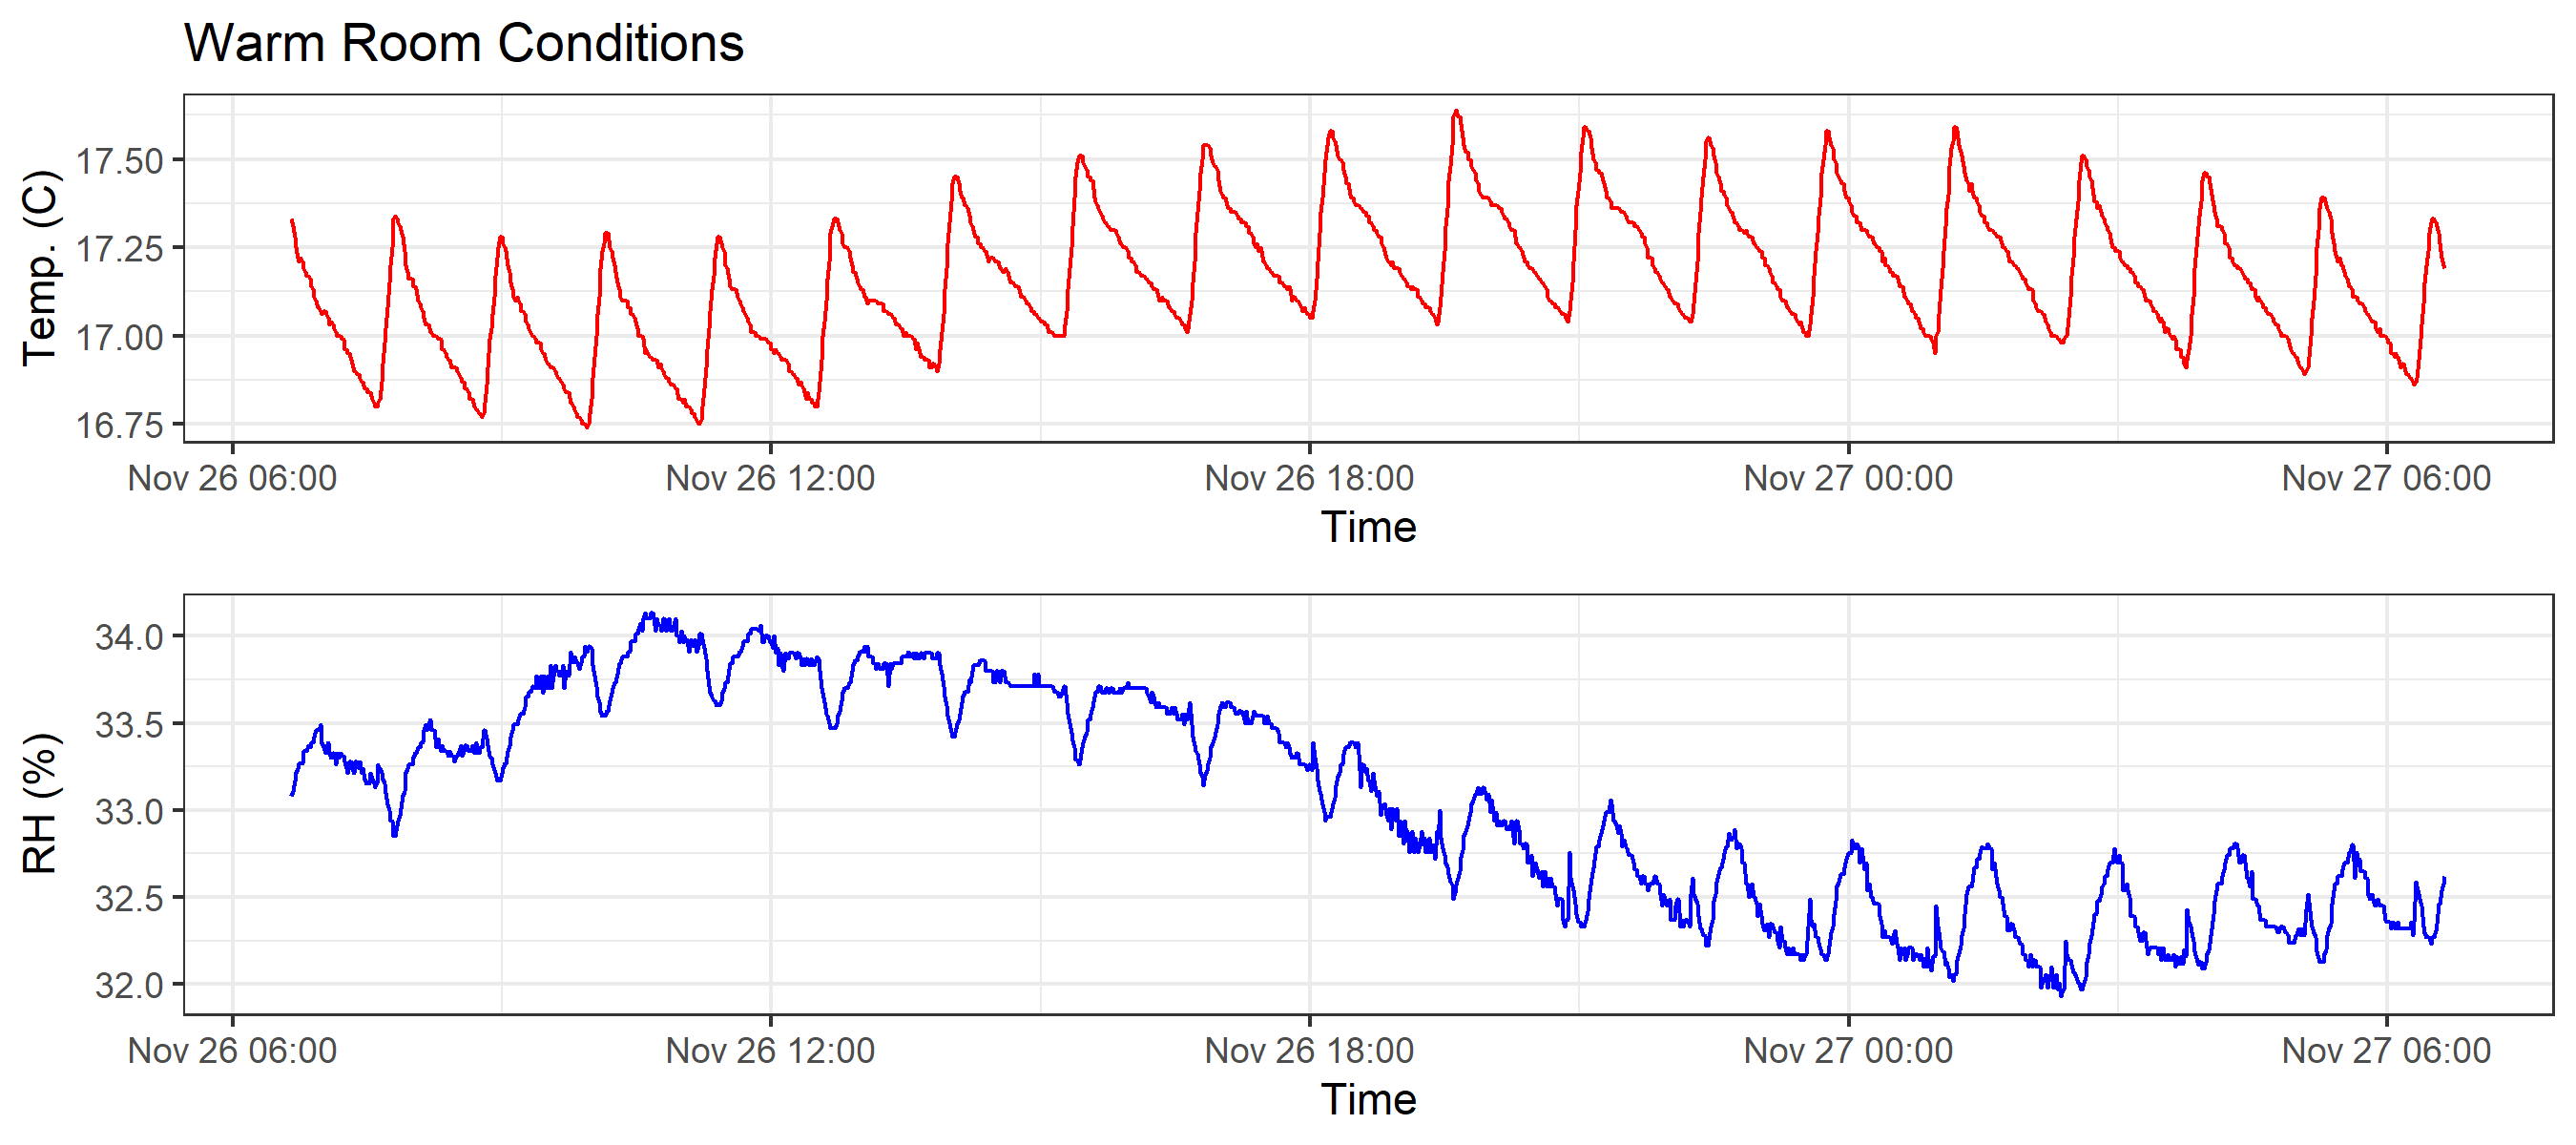 Warm Room Conditions
Temp. (C)
17.50
17.25
17.00
16.75
Nov 26 06:00 Nov 26 12:00 Nov 26 18:00 Nov 27 00:00 Nov 27 06:00
Time
RH (%)
34.0
33.5
33.0
32.5
32.0
Nov 26 06:00 Nov 26 12:00 Nov 26 18:00 Nov 27 00:00 Nov 27 06:00
Time